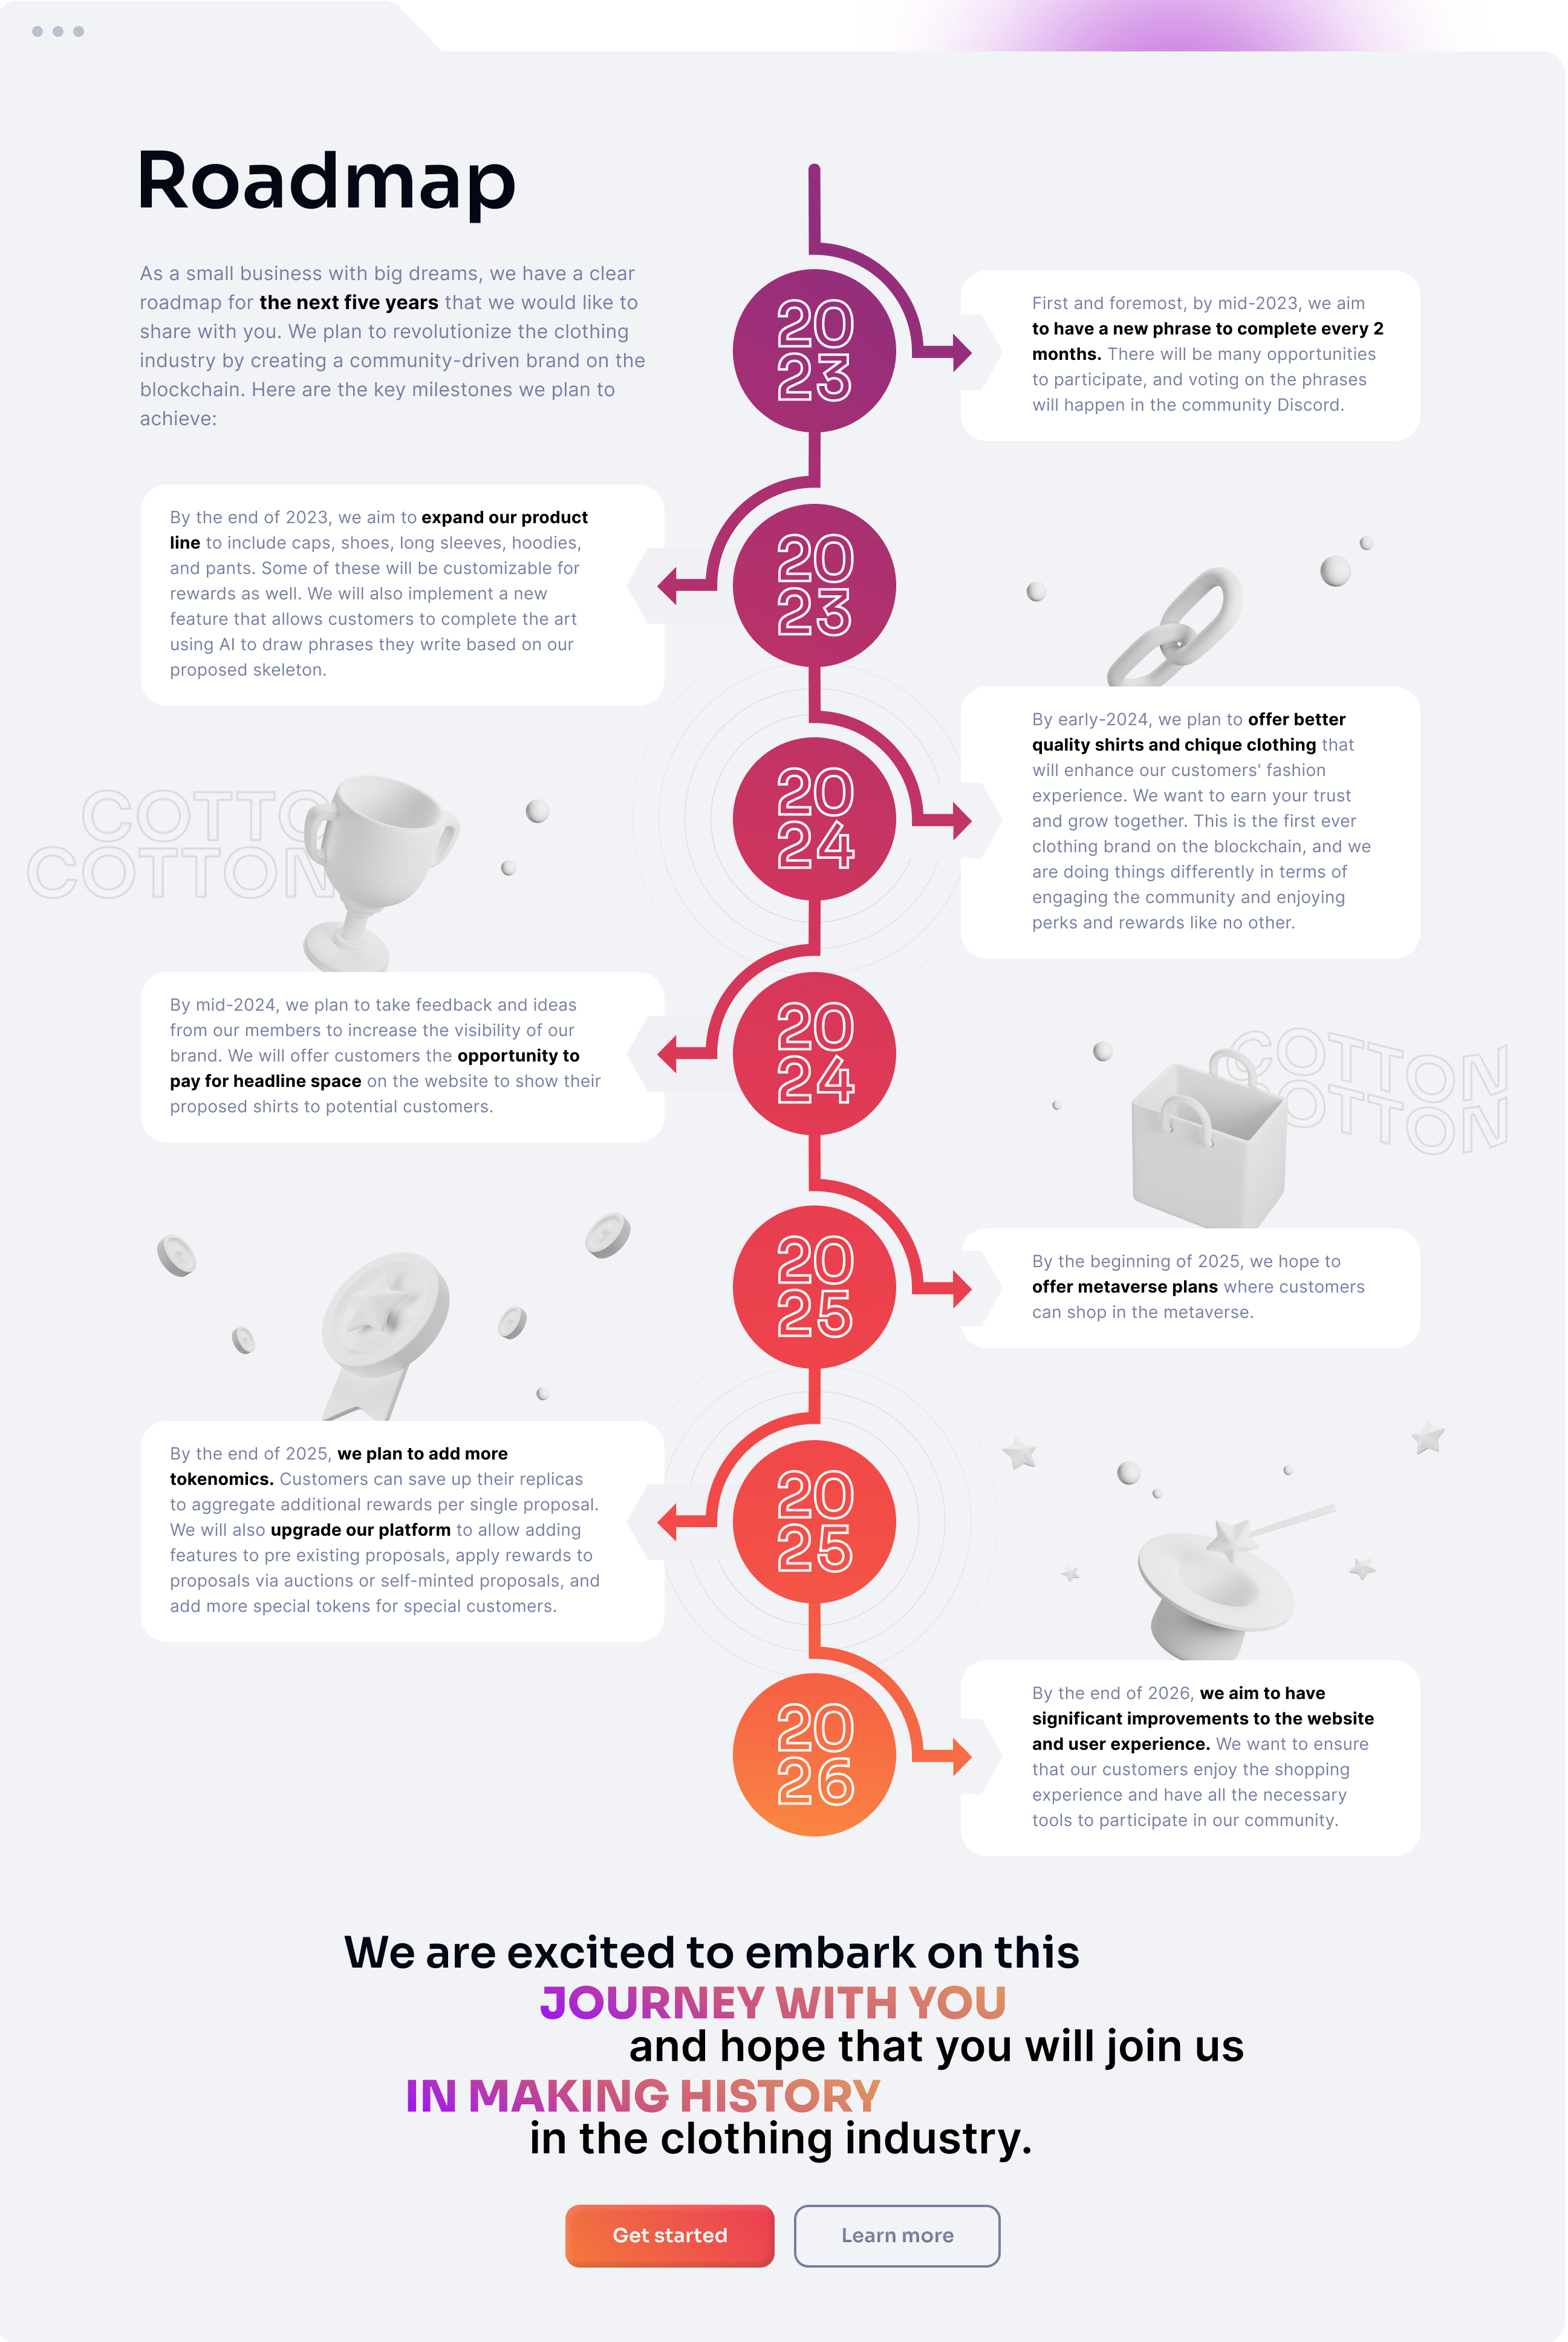 Roadmap
As a small business with big dreams, we have a clear
roadmap for the next five years that we would like to
share with you. We plan to revolutionize the clothing
industry by creating a community-driven brand on the
blockchain. Here are the key milestones we plan to
achieve:
20
23
First and foremost, by mid-2023, we aim
to have a new phrase to complete every 2
months. There will be many opportunities
to participate, and voting on the phrases
will happen in the community Discord.
By the end of 2023, we aim to expand our product
line to include caps, shoes, long sleeves, hoodies,
and pants. Some of these will be customizable for
rewards as well. We will also implement a new
feature that allows customers to complete the art
using AI to draw phrases they write based on our
proposed skeleton.
20
23
20
24
By early-2024, we plan to offer better
quality shirts and chique clothing that
will enhance our customers' fashion
experience. We want to earn your trust
and grow together. This is the first ever
clothing brand on the blockchain, and we
are doing things differently in terms of
engaging the community and enjoying
perks and rewards like no other.
COTTO
COTTON
By mid-2024, we plan to take feedback and ideas
from our members to increase the visibility of our
brand. We will offer customers the opportunity to
pay for headline space on the website to show their
proposed shirts to potential customers.
20
24
COTTON
COTTON
20
25
By the beginning of 2025, we hope to
offer metaverse plans where customers
can shop in the metaverse.
By the end of 2025, we plan to add more
tokenomics. Customers can save up their replicas
to aggregate additional rewards per single proposal.
We will also upgrade our platform to allow adding
features to pre existing proposals, apply rewards to
proposals via auctions or self-minted proposals, and
add more special tokens for special customers.
20
25
20
26
By the end of 2026, we aim to have
significant improvements to the website
and user experience. We want to ensure
that our customers enjoy the shopping
experience and have all the necessary
tools to participate in our community.
We are excited to embark on this
JOURNEY WITH YOU
and hope that you will join us
IN MAKING HISTORY
in the clothing industry.
Get started
Learn more